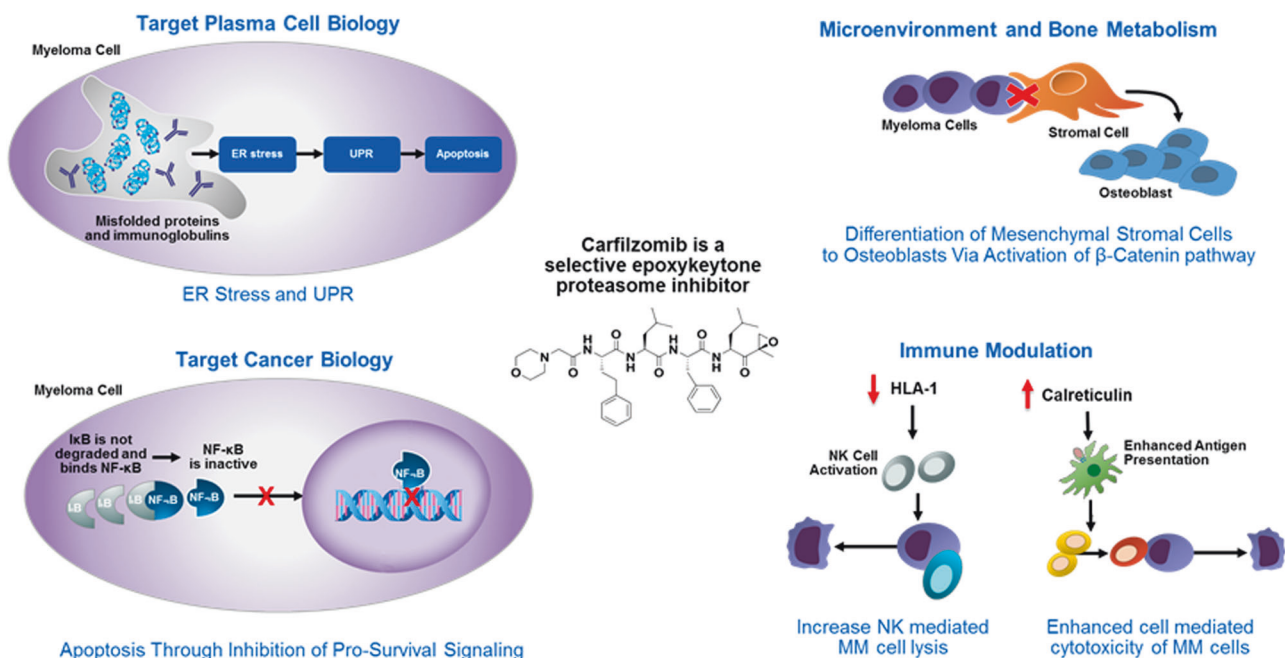 Target Plasma Cell Biology
Myeloma Cell
ER stress
UPR
Apoptosis
Misfolded proteins
and immunoglobulins
ER Stress and UPR
Target Cancer Biology
Myeloma Cell
IκB is not
degraded and
binds NF-κB
NF-κB
is inactive
I-B
I-B
I-B
NF¬B
NF¬B
NF¬B
Apoptosis Through Inhibition of Pro-Survival Signaling
Carfilzomib is a
selective epoxykeytone
proteasome inhibitor
O
N
O
H
N
O
N
H
O
H
N
O
N
H
O
O
Microenvironment and Bone Metabolism
Myeloma Cells
Stromal Cell
Osteoblast
Differentiation of Mesenchymal Stromal Cells
to Osteoblasts Via Activation of β-Catenin pathway
Immune Modulation
HLA-1
NK Cell
Activation
Increase NK mediated
MM cell lysis
Calreticulin
Enhanced Antigen
Presentation
Enhanced cell mediated
cytotoxicity of MM cells